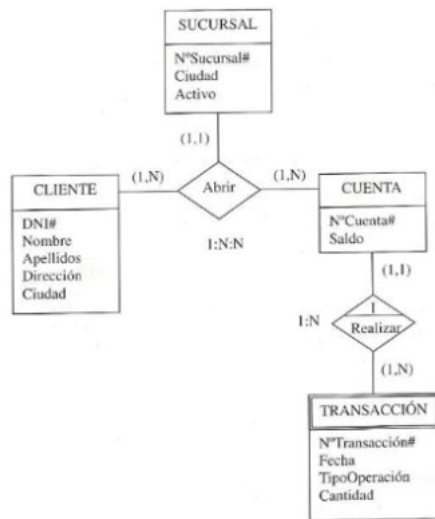 SUCURSAL
NºSucursal#
Ciudad
Activo
(1,1)
(1,N)
Abrir
(1,N)
CLIENTE
DNI#
Nombre
Apellidos
Dirección
Ciudad
1:N:N
CUENTA
NºCuenta#
Saldo
(1,1)
I
1:N
Realizar
(1,N)
TRANSACCIÓN
NºTransacción#
Fecha
TipoOperación
Cantidad